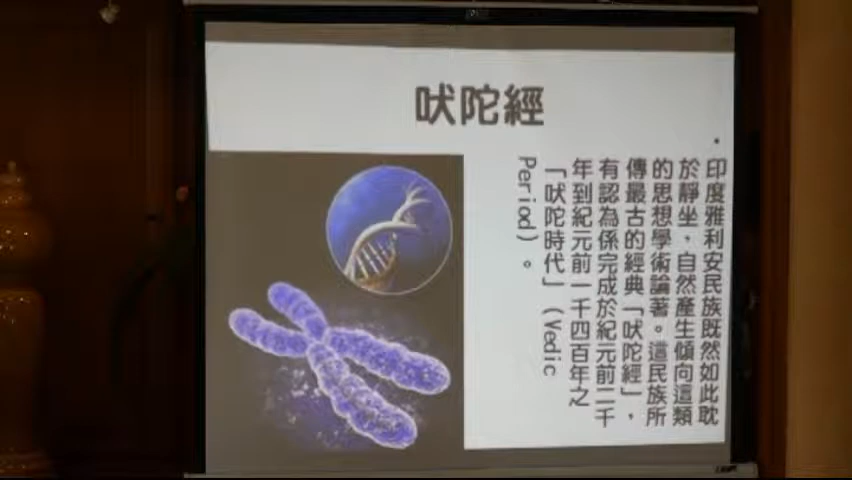 吠陀經
• 印度雅利安民族既然如此耽
於靜坐，自然產生傾向這類
的思想學術論著。這民族所
傳最古的經典「吠陀經」，
有認為係完成於紀元前二千
年到紀元前一千四百年之
「吠陀時代」（Vedic
Period）。